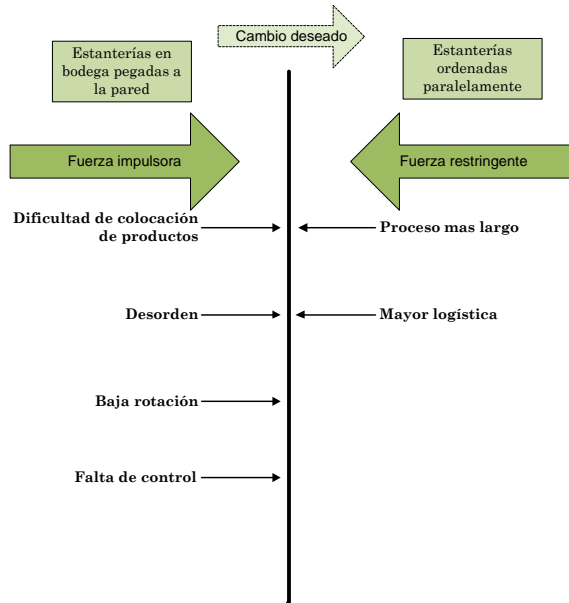 Cambio deseado
Estanterías en
bodega pegadas a
la pared
Estanterías
ordenadas
paralelamente
Fuerza impulsora
Fuerza restringente
Dificultad de colocación
de productos
Proceso mas largo
Desorden
Mayor logística
Baja rotación
Falta de control